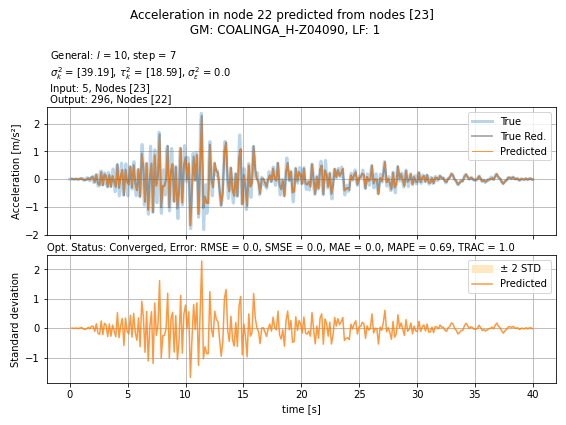 Acceleration in node 22 predicted from nodes [23]
GM: COALINGA_H-Z04090, LF: 1
General: l = 10, step = 7
σ²ₖ = [39.19], τ²ₖ = [18.59], σ²ε = 0.0
Input: 5, Nodes [23]
Output: 296, Nodes [22]
Acceleration [m/s²]
2
1
0
−1
−2
True
True Red.
Predicted
Opt. Status: Converged, Error: RMSE = 0.0, SMSE = 0.0, MAE = 0.0, MAPE = 0.69, TRAC = 1.0
Standard deviation
2
1
0
−1
± 2 STD
Predicted
0 5 10 15 20 25 30 35 40
time [s]